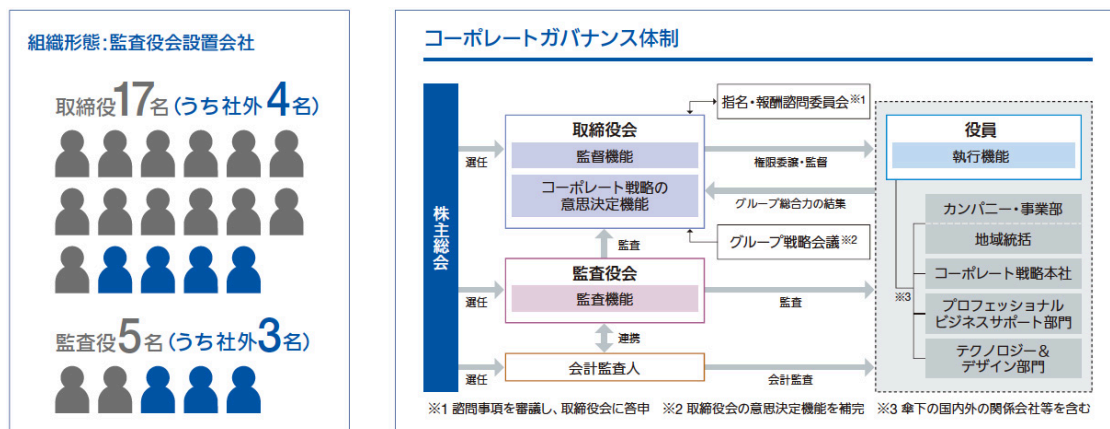 組織形態:監査役会設置会社
取締役17名(うち社外4名)
監査役5名(うち社外3名)
コーポレートガバナンス体制
株主総会
選任
取締役会
監督機能
コーポレート戦略の
意思決定機能
指名・報酬諮問委員会※1
権限委譲・監督
グループ総合力の結集
グループ戦略会議※2
監査
選任
監査役会
監査機能
監査
連携
選任
会計監査人
会計監査
役員
執行機能
カンパニー・事業部
地域統括
コーポレート戦略本社
※3
プロフェッショナル
ビジネスサポート部門
テクノロジー&
デザイン部門
※1 諮問事項を審議し、取締役会に答申 ※2 取締役会の意思決定機能を補完 ※3 傘下の国内外の関係会社等を含む